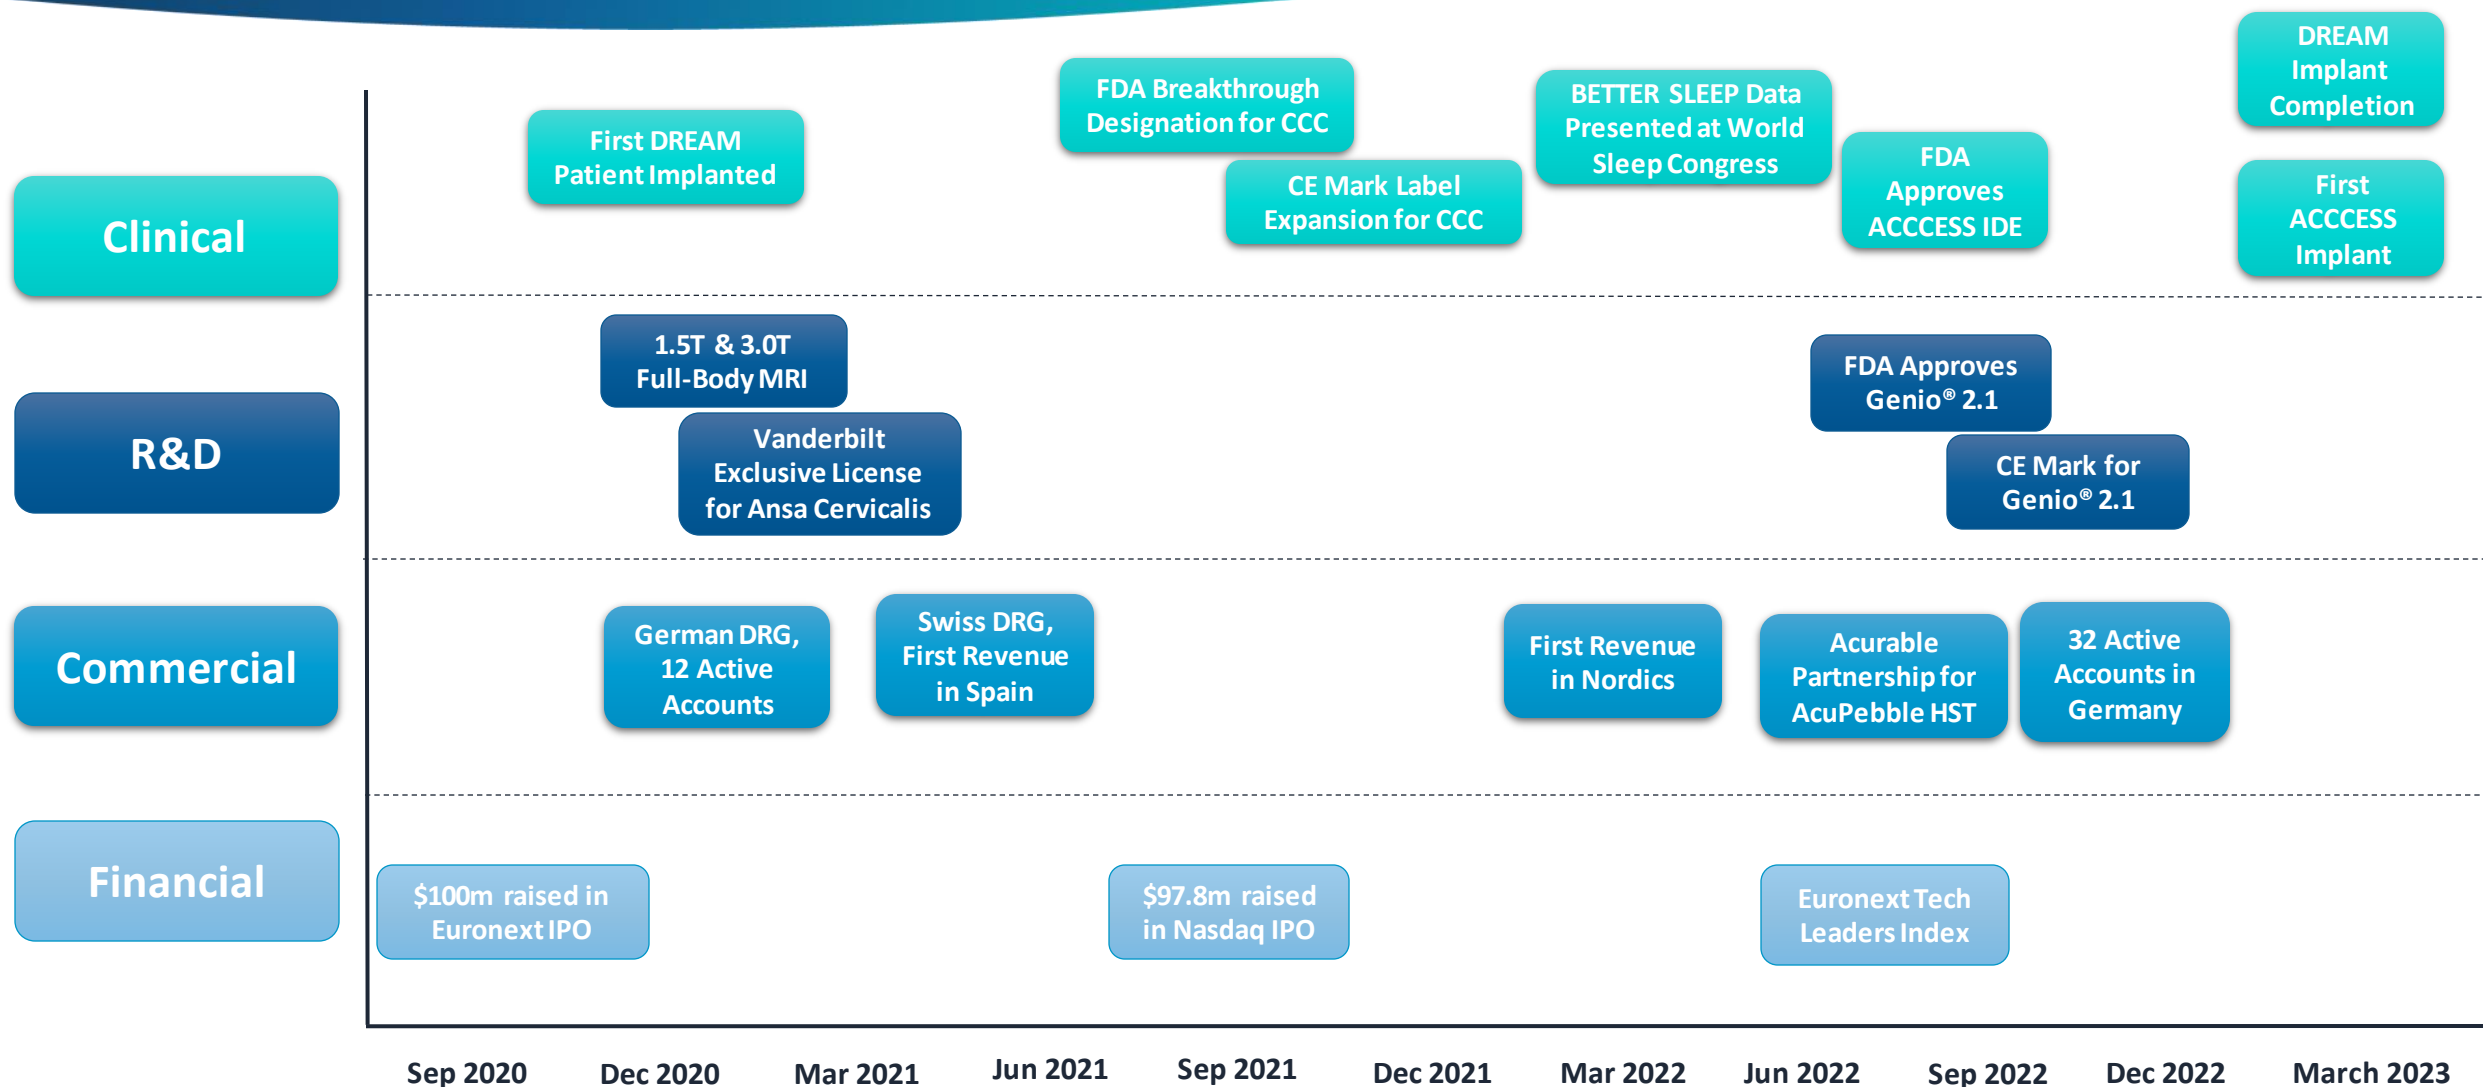 Clinical
First DREAM
Patient Implanted
FDA Breakthrough
Designation for CCC
CE Mark Label
Expansion for CCC
BETTER SLEEP Data
Presented at World
Sleep Congress
FDA
Approves
ACCCESS IDE
DREAM
Implant
Completion
First
ACCCESS
Implant
R&D
1.5T & 3.0T
Full-Body MRI
Vanderbilt
Exclusive License
for Ansa Cervicalis
FDA Approves
Genio® 2.1
CE Mark for
Genio® 2.1
Commercial
German DRG,
12 Active
Accounts
Swiss DRG,
First Revenue
in Spain
First Revenue
in Nordics
Acurable
Partnership for
AcuPebble HST
32 Active
Accounts in
Germany
Financial
$100m raised in
Euronext IPO
$97.8m raised
in Nasdaq IPO
Euronext Tech
Leaders Index
Sep 2020
Dec 2020
Mar 2021
Jun 2021
Sep 2021
Dec 2021
Mar 2022
Jun 2022
Sep 2022
Dec 2022
March 2023